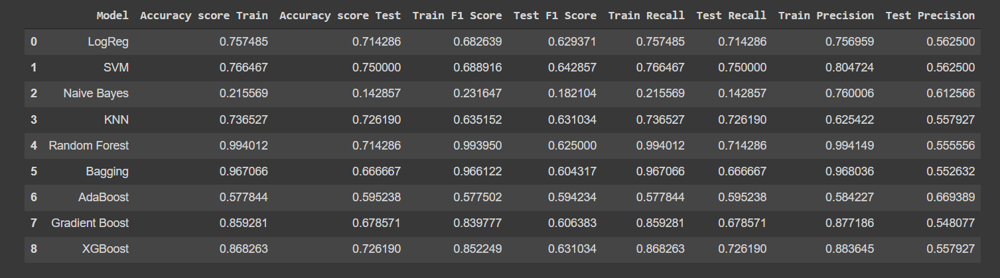 Model Accuracy score Train Accuracy score Test Train F1 Score Test F1 Score Train Recall Test Recall Train Precision Test Precision
0 LogReg 0.757485 0.714286 0.682639 0.629371 0.757485 0.714286 0.756959 0.562500
1 SVM 0.766467 0.750000 0.688916 0.642857 0.766467 0.750000 0.804724 0.562500
2 Naive Bayes 0.215569 0.142857 0.231647 0.182104 0.215569 0.142857 0.760006 0.612566
3 KNN 0.736527 0.726190 0.635152 0.631034 0.736527 0.726190 0.625422 0.557927
4 Random Forest 0.994012 0.714286 0.993950 0.625000 0.994012 0.714286 0.994149 0.555556
5 Bagging 0.967066 0.666667 0.966122 0.604317 0.967066 0.666667 0.968036 0.552632
6 AdaBoost 0.577844 0.595238 0.577502 0.594234 0.577844 0.595238 0.584227 0.669389
7 Gradient Boost 0.859281 0.678571 0.839777 0.606383 0.859281 0.678571 0.877186 0.548077
8 XGBoost 0.868263 0.726190 0.852249 0.631034 0.868263 0.726190 0.883645 0.557927